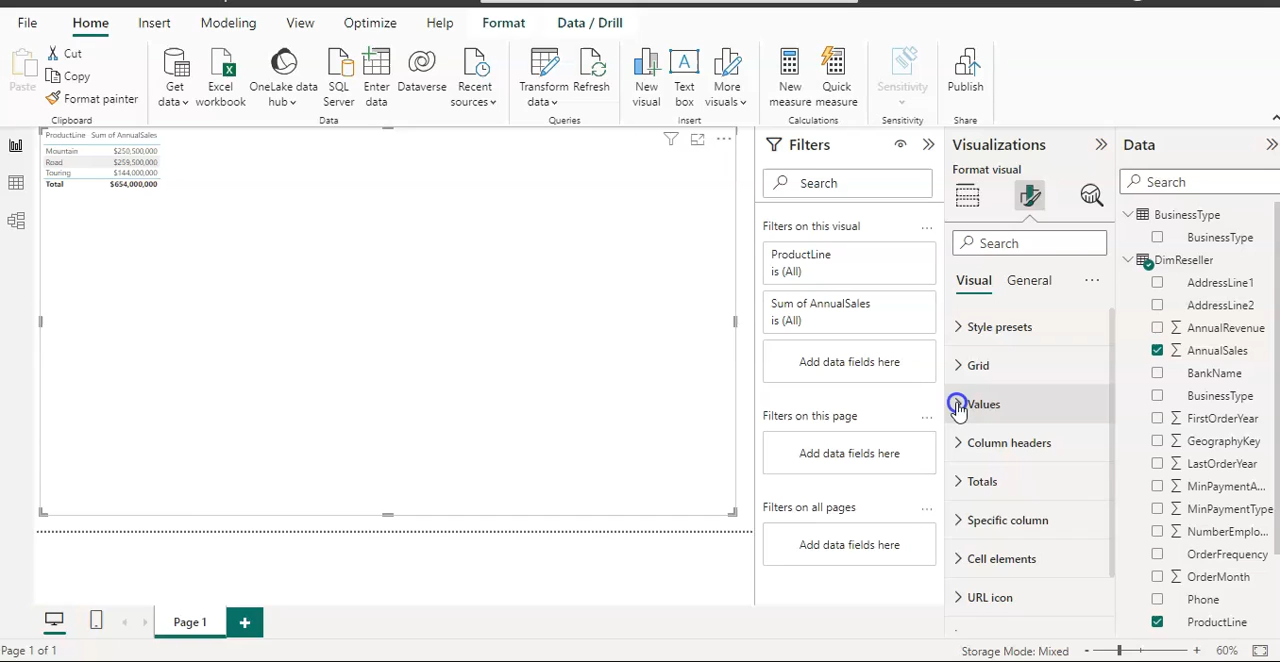 File Home Insert Modeling View Optimize Help Format Data / Drill
Paste
Cut
Copy
Format painter
Clipboard
Get data
Excel workbook
OneLake data hub
SQL Server
Enter data
Dataverse
Recent sources
Data
Transform data
Refresh
Queries
New visual
Text box
More visuals
Insert
New measure
Quick measure
Calculations
Sensitivity
Sensitivity
Publish
Share
ProductLine Sum of AnnualSales
Mountain $250,500,000
Road $259,500,000
Touring $144,000,000
Total $654,000,000
Filters
Search
Filters on this visual ...
ProductLine
is (All)
Sum of AnnualSales
is (All)
Add data fields here
Filters on this page ...
Add data fields here
Filters on all pages ...
Add data fields here
Visualizations
Format visual
Search
Visual General ...
Style presets
Grid
Values
Column headers
Totals
Specific column
Cell elements
URL icon
Data
Search
BusinessType
BusinessType
DimReseller
AddressLine1
AddressLine2
∑ AnnualRevenue
∑ AnnualSales
BankName
BusinessType
∑ FirstOrderYear
∑ GeographyKey
∑ LastOrderYear
∑ MinPaymentA...
∑ MinPaymentType
∑ NumberEmplo...
OrderFrequency
∑ OrderMonth
Phone
ProductLine
Page 1 +
Page 1 of 1
Storage Mode: Mixed - + 60%